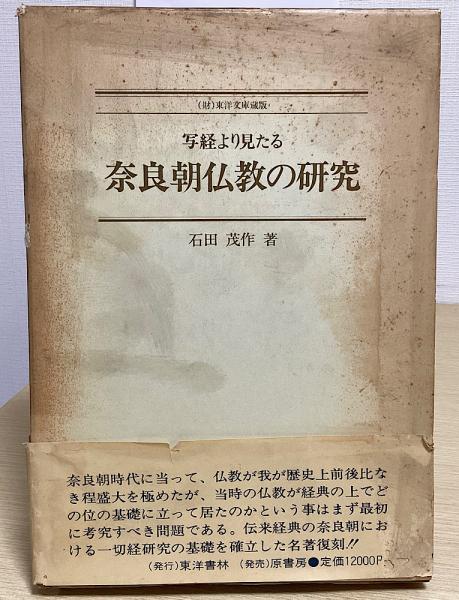 (財)東洋文庫蔵版
写経より見たる
奈良朝仏教の研究
石田 茂作 著
奈良朝時代に当って、仏教が我が歴史上前後比な
き程盛大を極めたが、当時の仏教が経典の上でど
の位の基礎に立って居たのかという事はまず最初
に考究すべき問題である。伝来経典の奈良朝にお
ける一切経研究の基礎を確立した名著復刻!!
(発行)東洋書林 (発売)原書房●定価12000P